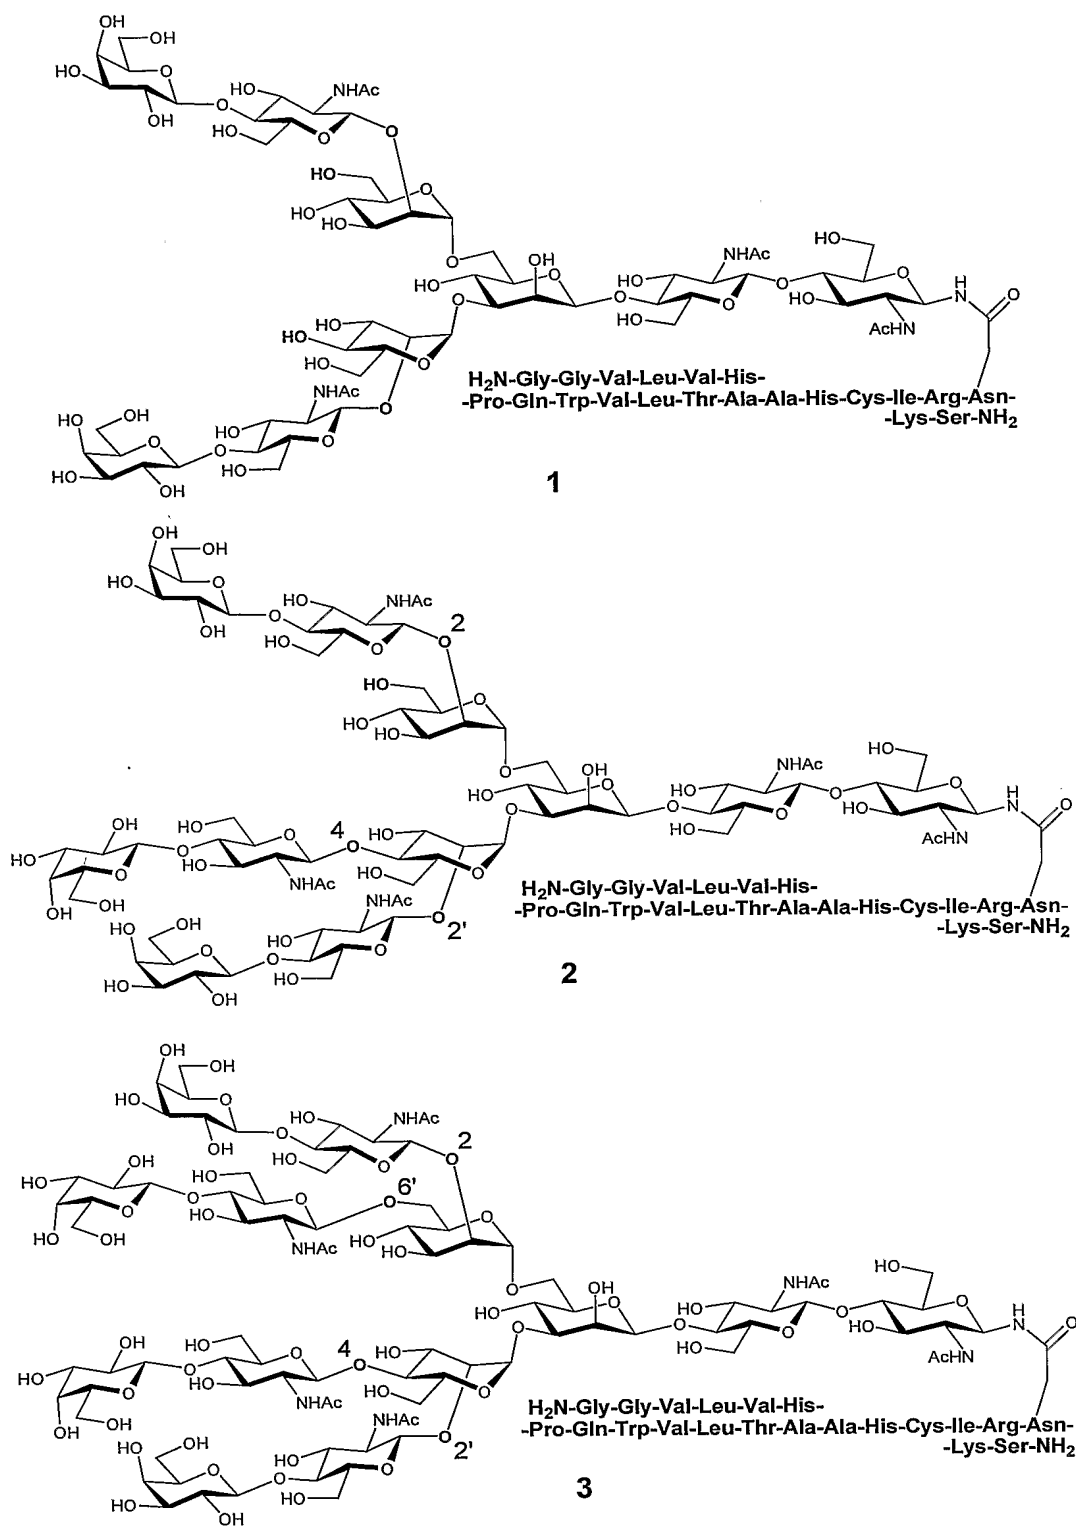 OH
OH
HO O
HO NHAc
O
OH HO O O
HO O
HO
HO
HO
O OH
NHAc
HO
HO O
O
HO
O
H
N
O
O
HO
O
HO
HO
AcHN
HO
O
HO
NHAc
H2N-Gly-Gly-Val-Leu-Val-His-
-Pro-Gln-Trp-Val-Leu-Thr-Ala-Ala-His-Cys-Ile-Arg-Asn-
-Lys-Ser-NH2
O
OH
HO
O
HO
O
O
HO
HO
OH
1
OH
OH
HO O
HO NHAc
O
2
OH
HO O O
HO O
HO
HO
O OH
NHAc
HO
HO O
O
HO
O
H
N
O
O
HO
HO
AcHN
OH
HO
HO
O
4
O
HO
O
HO
O
HO
NHAc
HO
O
OH
OH
NHAc
O
2'
H2N-Gly-Gly-Val-Leu-Val-His-
-Pro-Gln-Trp-Val-Leu-Thr-Ala-Ala-His-Cys-Ile-Arg-Asn-
-Lys-Ser-NH2
HO
OH
O
HO
O
O
HO
HO
OH
2
OH
OH
HO O
HO NHAc
O
2
OH
HO O O
OH
HO
HO
O
O
6'
O
O
HO
O
HO
OH
OH
NHAc
HO
HO
O OH
NHAc
HO
HO O
O
HO
O
H
N
O
O
HO
HO
AcHN
OH
HO
HO
O
4
O
HO
O
HO
O
HO
NHAc
HO
O
OH
OH
NHAc
O
2'
H2N-Gly-Gly-Val-Leu-Val-His-
-Pro-Gln-Trp-Val-Leu-Thr-Ala-Ala-His-Cys-Ile-Arg-Asn-
-Lys-Ser-NH2
HO
OH
O
HO
O
O
HO
HO
OH
3